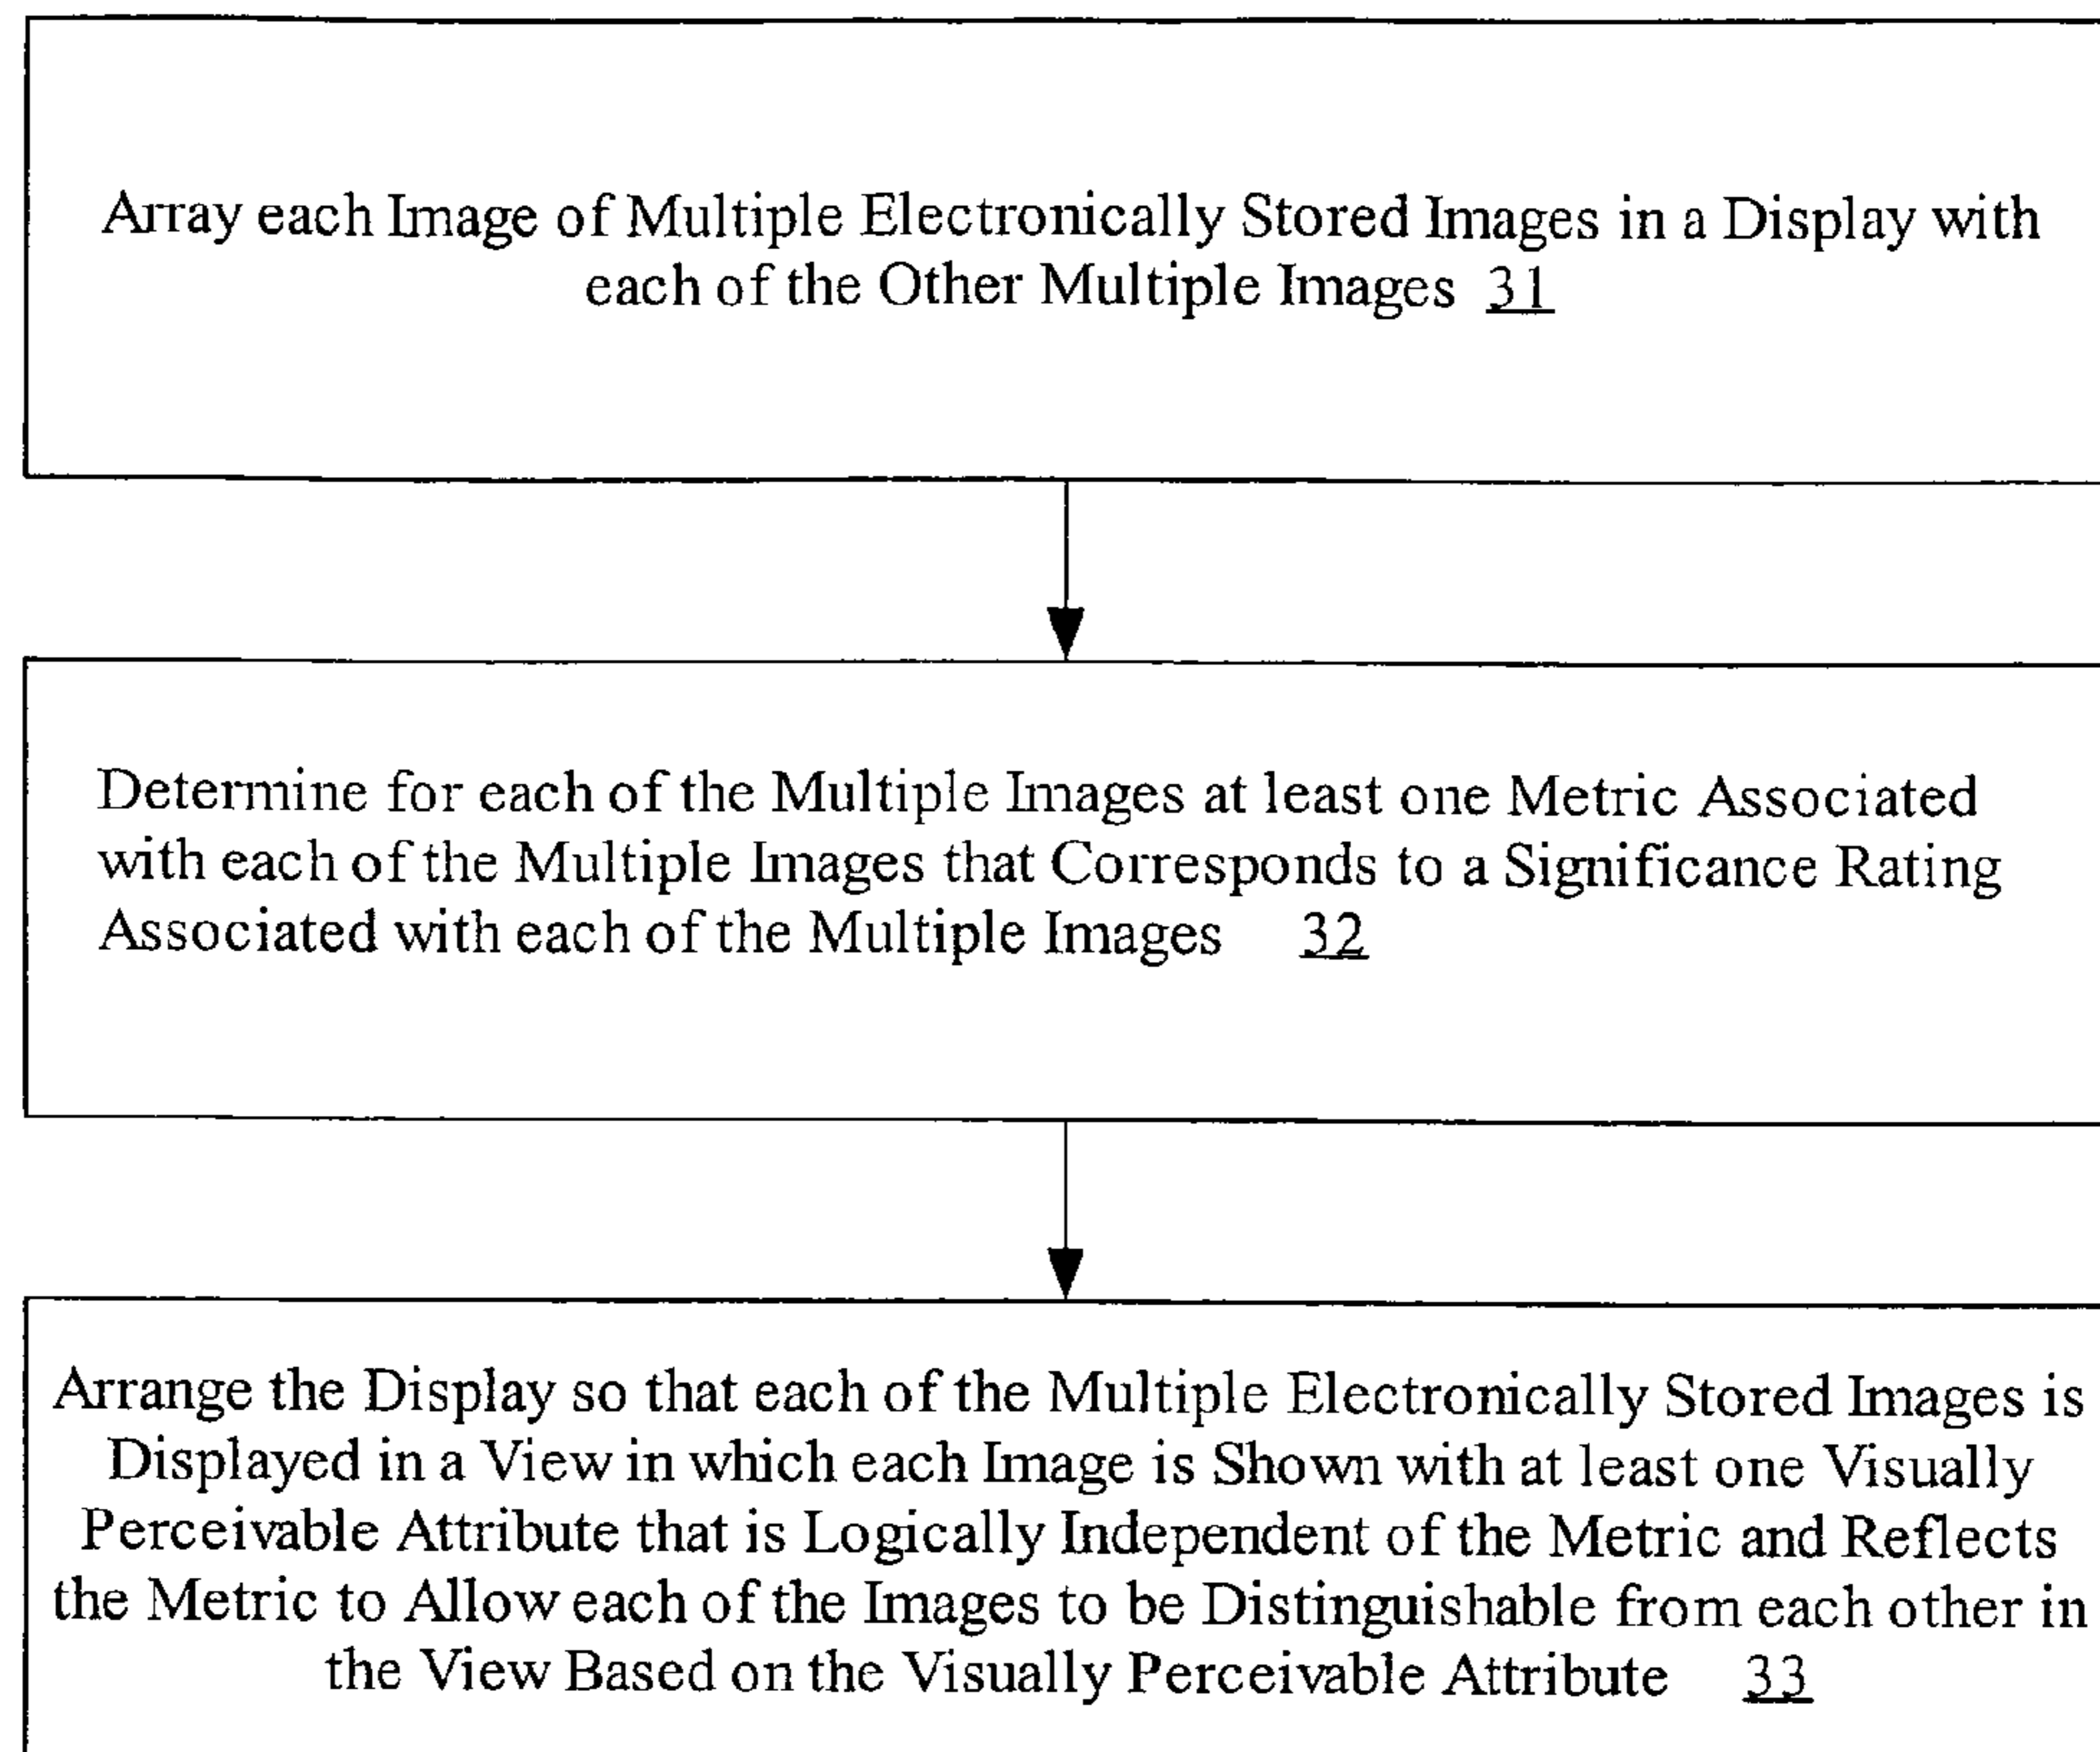 Array each Image of Multiple Electronically Stored Images in a Display with
each of the Other Multiple Images 31
Determine for each of the Multiple Images at least one Metric Associated
with each of the Multiple Images that Corresponds to a Significance Rating
Associated with each of the Multiple Images 32
Arrange the Display so that each of the Multiple Electronically Stored Images is
Displayed in a View in which each Image is Shown with at least one Visually
Perceivable Attribute that is Logically Independent of the Metric and Reflects
the Metric to Allow each of the Images to be Distinguishable from each other in
the View Based on the Visually Perceivable Attribute 33